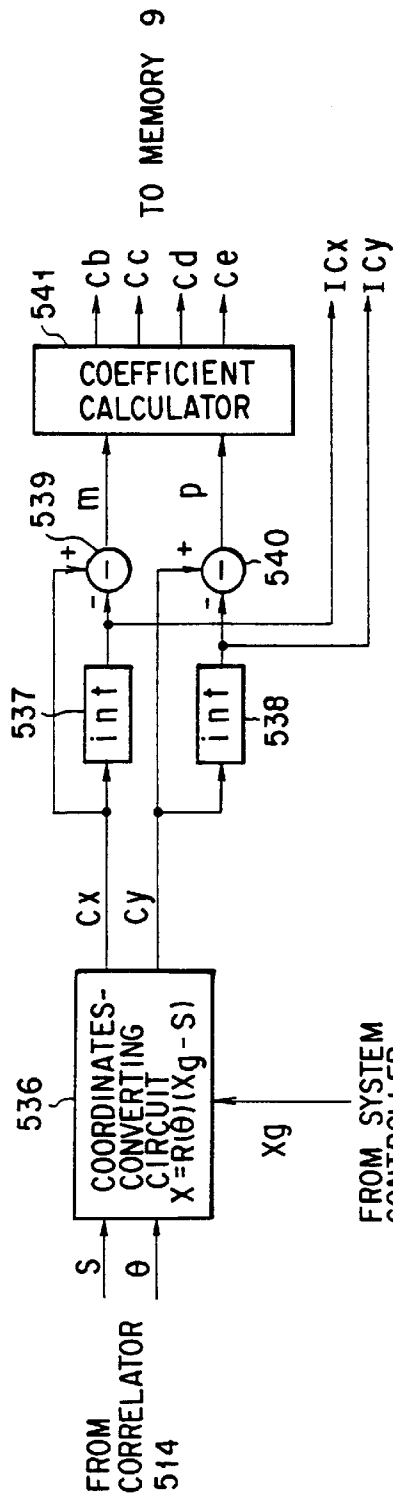 FROM
CORRELATOR
514
S
θ
536
COORDINATES-
CONVERTING
CIRCUIT
X=R(θ)(Xg-S)
Xg
FROM SYSTEM
CONTROLLER
Cx
Cy
537
int
int
538
+
-
-
539
+
-
-
540
m
p
541
COEFFICIENT
CALCULATOR
Cb
Cc
Cd
Ce
TO MEMORY 9
ICx
ICy